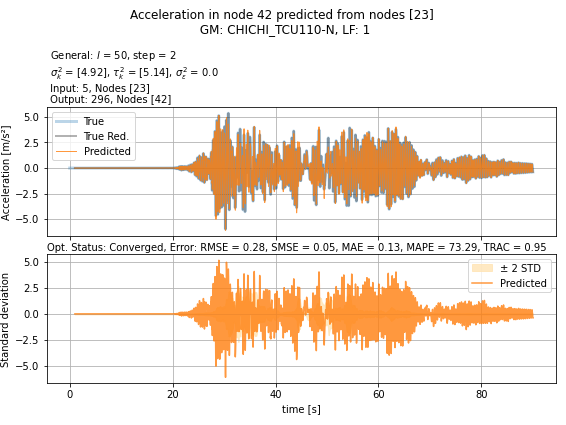 Acceleration in node 42 predicted from nodes [23]
GM: CHICHI_TCU110-N, LF: 1
General: l = 50, step = 2
σ²ₖ = [4.92], τ²ₖ = [5.14], σ²ε = 0.0
Input: 5, Nodes [23]
Output: 296, Nodes [42]
Acceleration [m/s²]
5.0
2.5
0.0
−2.5
−5.0
True
True Red.
Predicted
Opt. Status: Converged, Error: RMSE = 0.28, SMSE = 0.05, MAE = 0.13, MAPE = 73.29, TRAC = 0.95
Standard deviation
5.0
2.5
0.0
−2.5
−5.0
± 2 STD
Predicted
0 20 40 60 80
time [s]